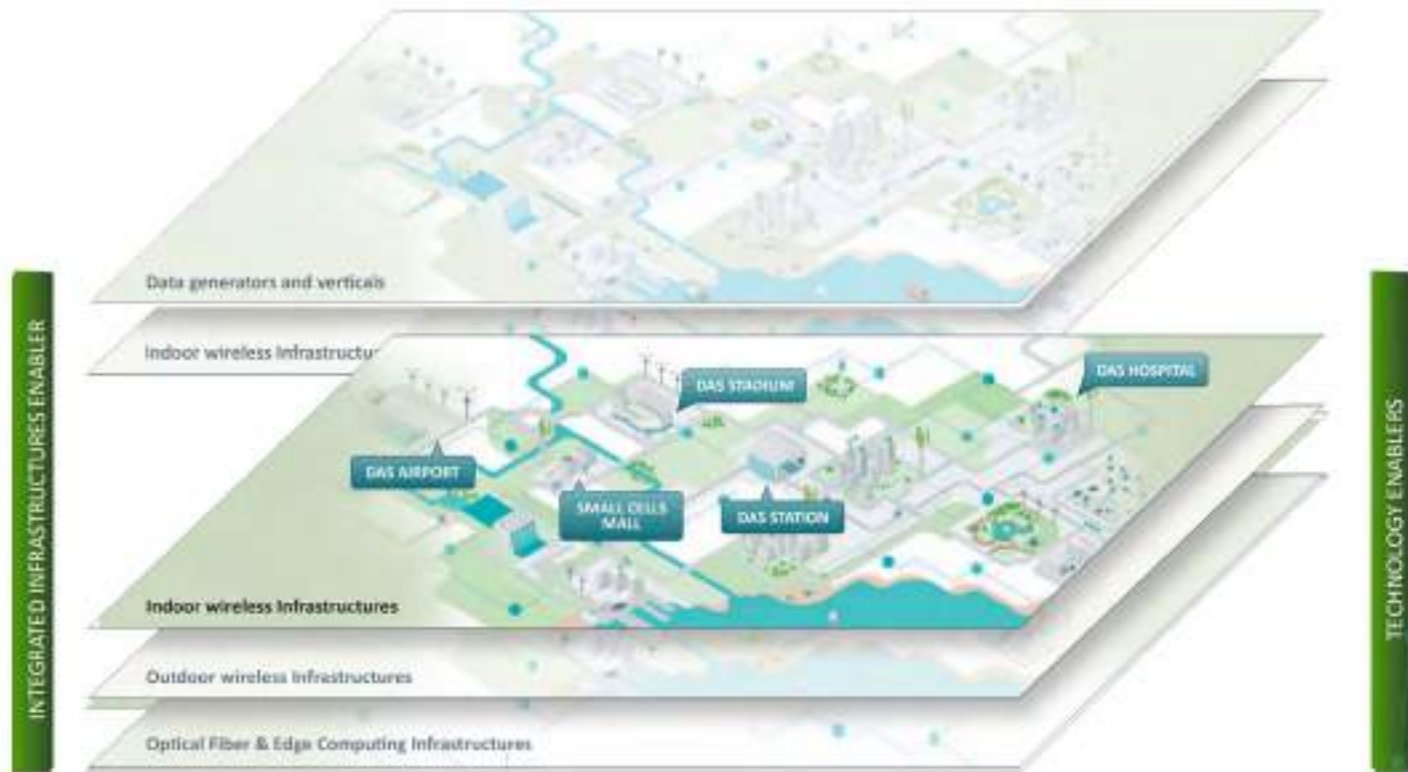 Data generators and verticals
INTEGRATED INFRASTRUCTURES ENABLER
TECHNOLOGY ENABLERS
Indoor wireless Infrastructu
DAS STADIUM
DAS HOSPITAL
DAS AIRPORT
SMALL CELLS
MALL
DAS STATION
Indoor wireless Infrastructures
Outdoor wireless Infrastructures
Optical Fiber & Edge Computing Infrastructures